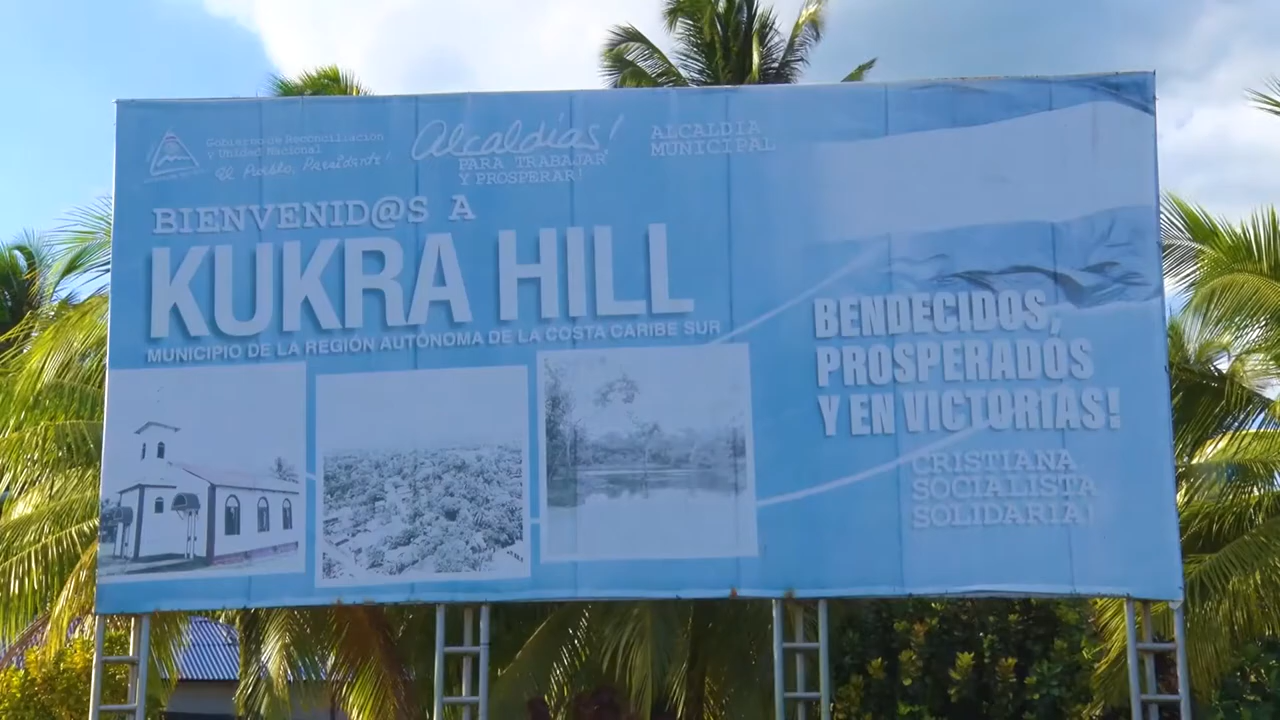 Gobierno de Reconciliación
y Unidad Nacional
El Pueblo, Presidente!
Alcaldías!
PARA TRABAJAR
Y PROSPERAR!
ALCALDIA
MUNICIPAL
BIENVENID@S A
KUKRA HILL
MUNICIPIO DE LA REGIÓN AUTÓNOMA DE LA COSTA CARIBE SUR
BENDECIDOS,
PROSPERADOS
Y EN VICTORIAS!
CRISTIANA
SOCIALISTA
SOLIDARIA!